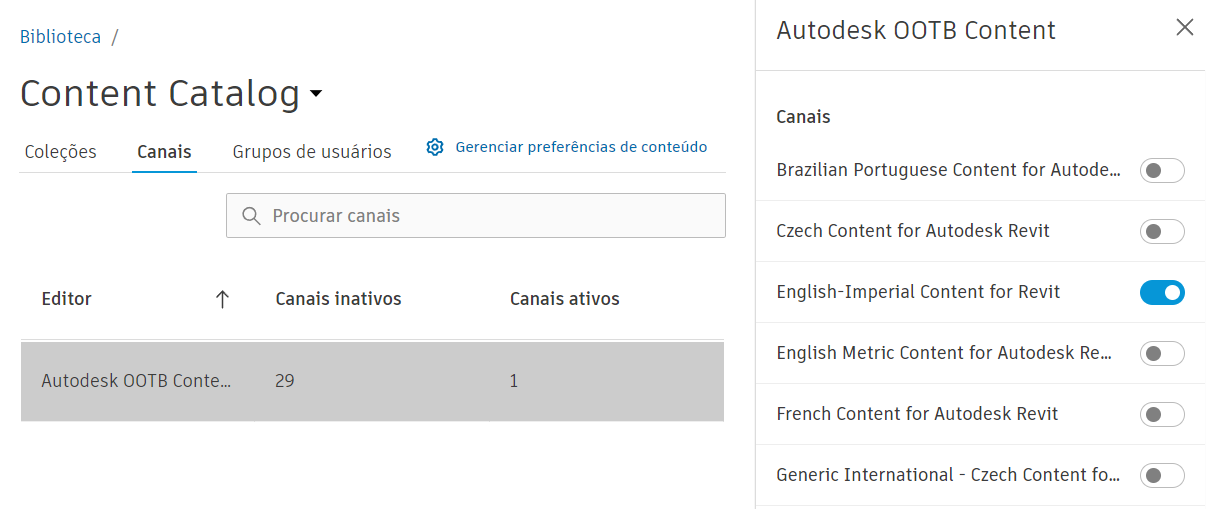 Biblioteca /
Content Catalog
Coleções Canais Grupos de usuários Gerenciar preferências de conteúdo
Procurar canais
Editor Canais inativos Canais ativos
Autodesk OOTB Conte... 29 1
Autodesk OOTB Content
Canais
Brazilian Portuguese Content for Autode...
Czech Content for Autodesk Revit
English-Imperial Content for Revit
English Metric Content for Autodesk Re...
French Content for Autodesk Revit
Generic International - Czech Content fo...